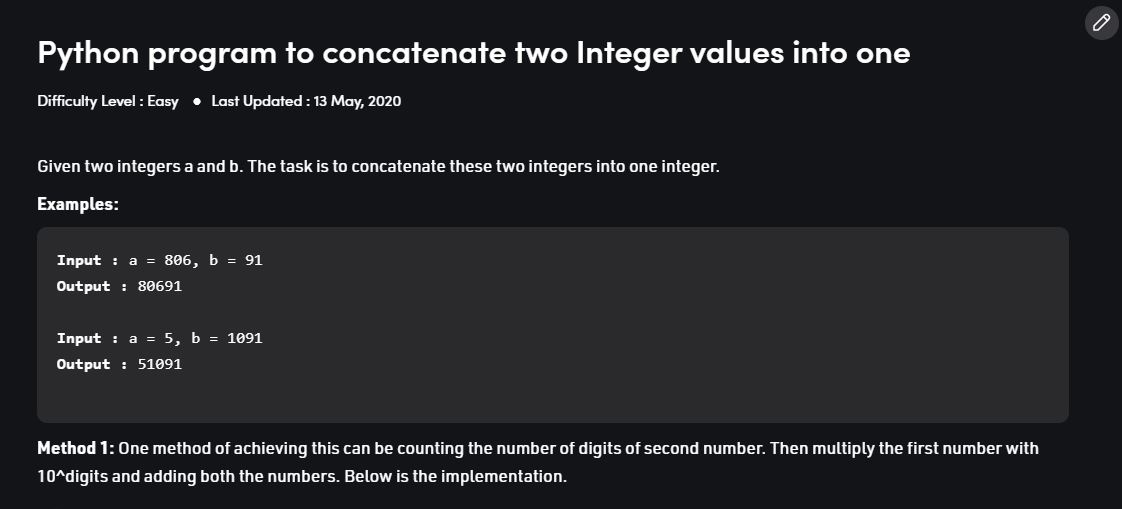 Python program to concatenate two Integer values into one
Difficulty Level : Easy ● Last Updated : 13 May, 2020
Given two integers a and b. The task is to concatenate these two integers into one integer.
Examples:
Input : a = 806, b = 91
Output : 80691
Input : a = 5, b = 1091
Output : 51091
Method 1: One method of achieving this can be counting the number of digits of second number. Then multiply the first number with
10^digits and adding both the numbers. Below is the implementation.